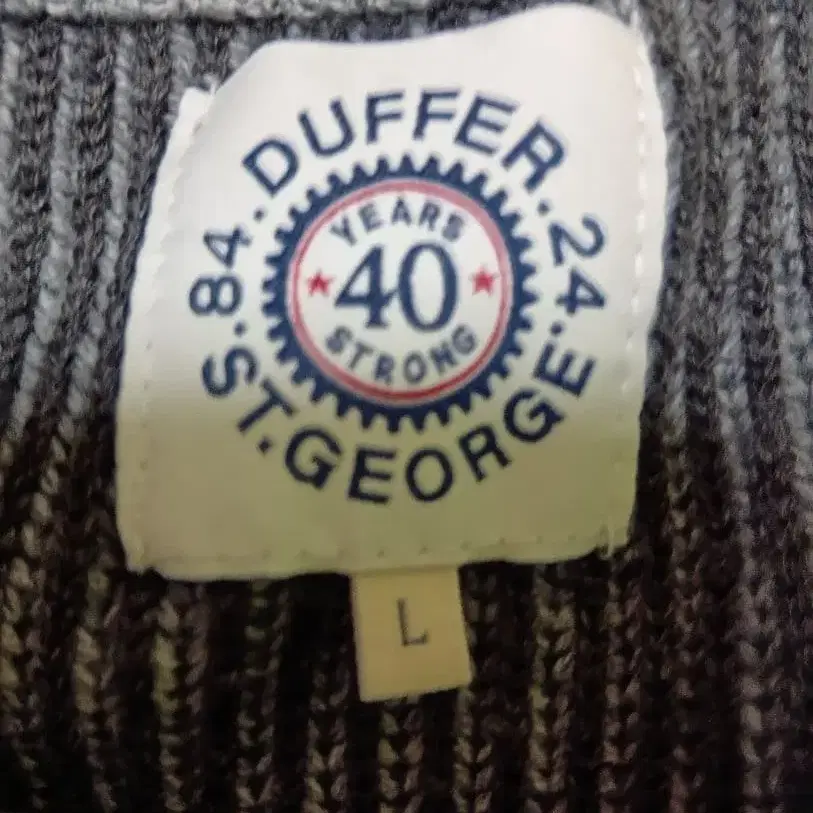 .DUFFER.
84. .24
YEARS
40
STRONG
ST.GEORGE
L